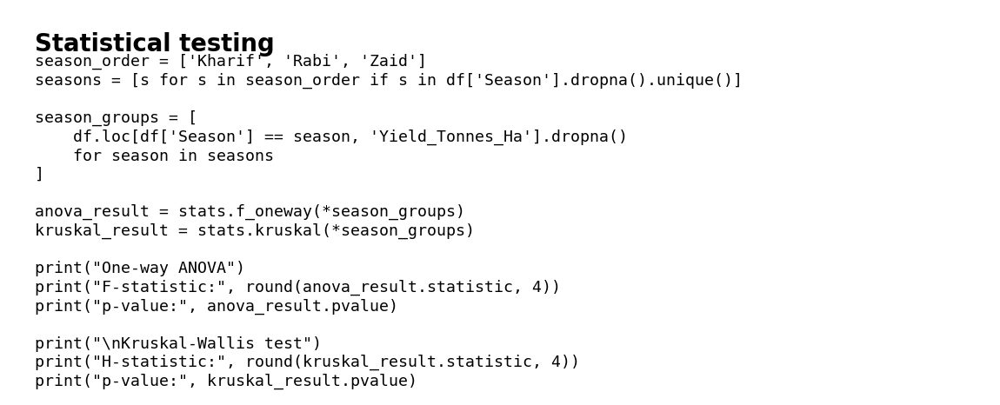 Statistical testing
season_order = ['Kharif', 'Rabi', 'Zaid']
seasons = [s for s in season_order if s in df['Season'].dropna().unique()]

season_groups = [
    df.loc[df['Season'] == season, 'Yield_Tonnes_Ha'].dropna()
    for season in seasons
]

anova_result = stats.f_oneway(*season_groups)
kruskal_result = stats.kruskal(*season_groups)

print("One-way ANOVA")
print("F-statistic:", round(anova_result.statistic, 4))
print("p-value:", anova_result.pvalue)

print("\nKruskal-Wallis test")
print("H-statistic:", round(kruskal_result.statistic, 4))
print("p-value:", kruskal_result.pvalue)